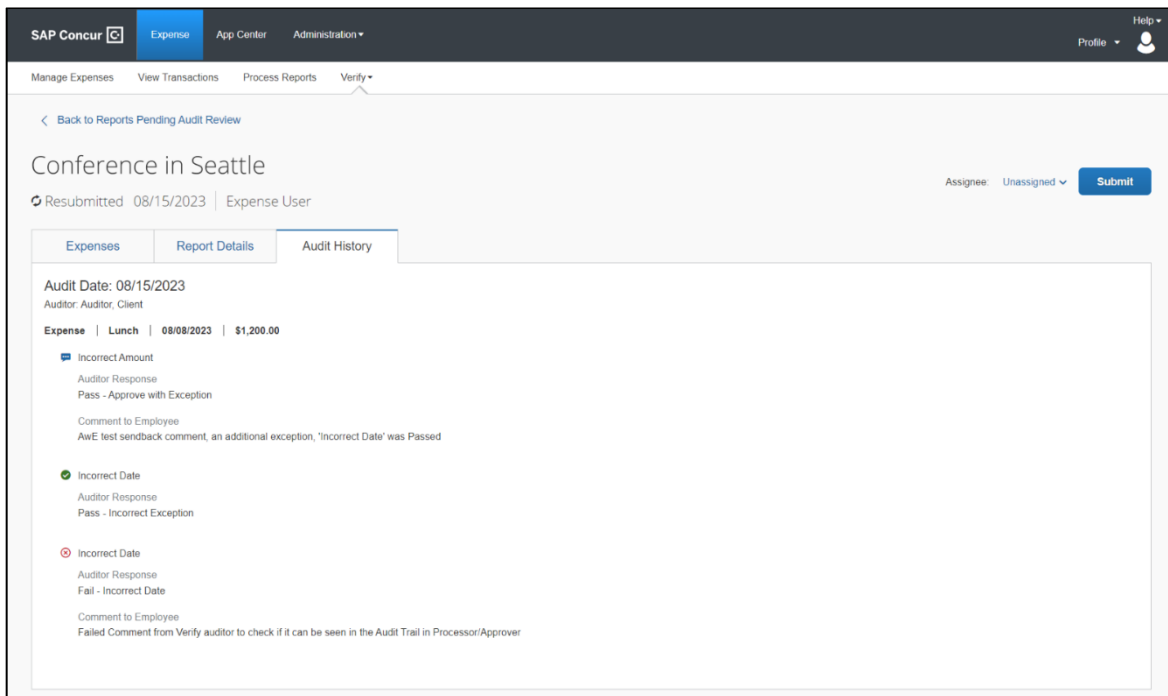 Help
SAP Concur
Expense
App Center
Administration
Profile
Manage Expenses
View Transactions
Process Reports
Verify
Back to Reports Pending Audit Review
Conference in Seattle
Assignee: Unassigned
Submit
Resubmitted 08/15/2023 | Expense User
Expenses
Report Details
Audit History
Audit Date: 08/15/2023
Auditor: Auditor, Client
Expense | Lunch | 08/08/2023 | $1,200.00
Incorrect Amount
Auditor Response
Pass - Approve with Exception
Comment to Employee
AwE test sendback comment, an additional exception, 'Incorrect Date' was Passed
Incorrect Date
Auditor Response
Pass - Incorrect Exception
Incorrect Date
Auditor Response
Fail - Incorrect Date
Comment to Employee
Failed Comment from Verify auditor to check if it can be seen in the Audit Trail in Processor/Approver